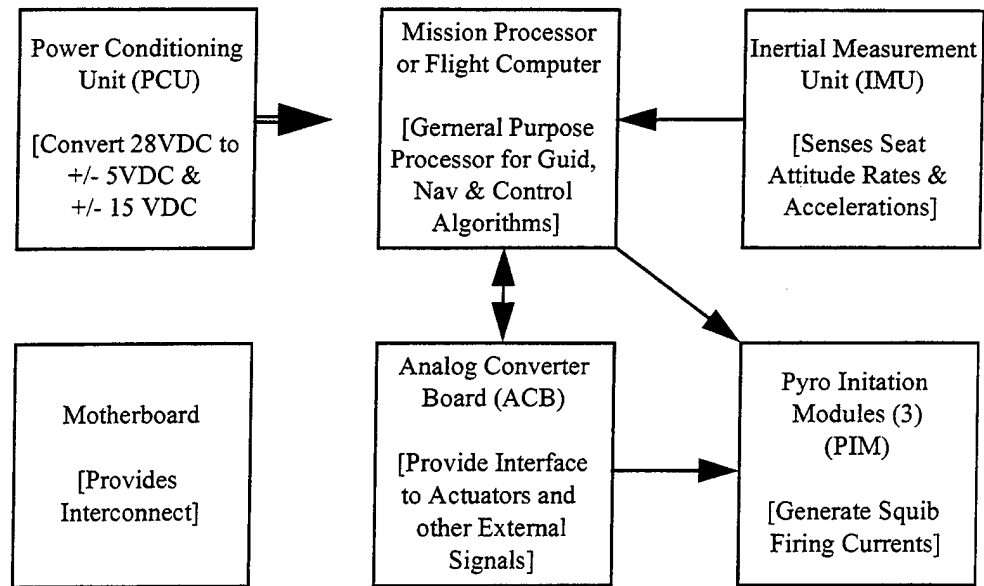 Power Conditioning
Unit (PCU)
[Convert 28VDC to
+/- 5VDC &
+/- 15 VDC
Mission Processor
or Flight Computer
[Gerneral Purpose
Processor for Guid,
Nav & Control
Algorithms]
Inertial Measurement
Unit (IMU)
[Senses Seat
Attitude Rates &
Accelerations]
Motherboard
[Provides
Interconnect]
Analog Converter
Board (ACB)
[Provide Interface
to Actuators and
other External
Signals]
Pyro Initation
Modules (3)
(PIM)
[Generate Squib
Firing Currents]